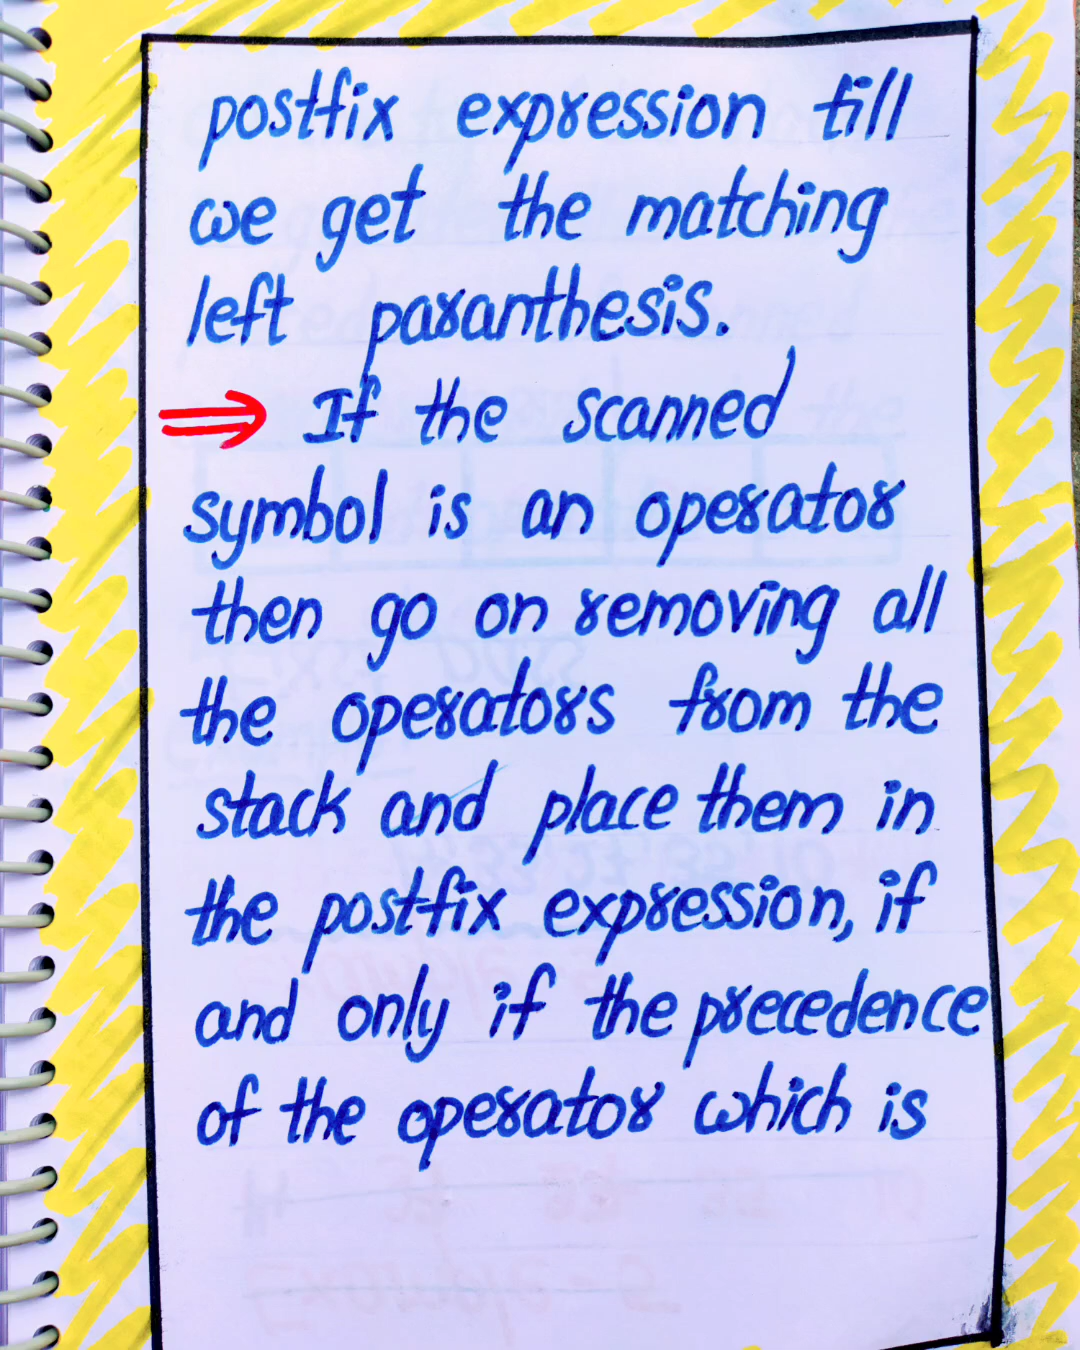 postfix expression till
we get the matching
left paranthesis.
⇒ If the scanned
symbol is an operator
then go on removing all
the operators from the
stack and place them in
the postfix expression, if
and only if the precedence
of the operator which is